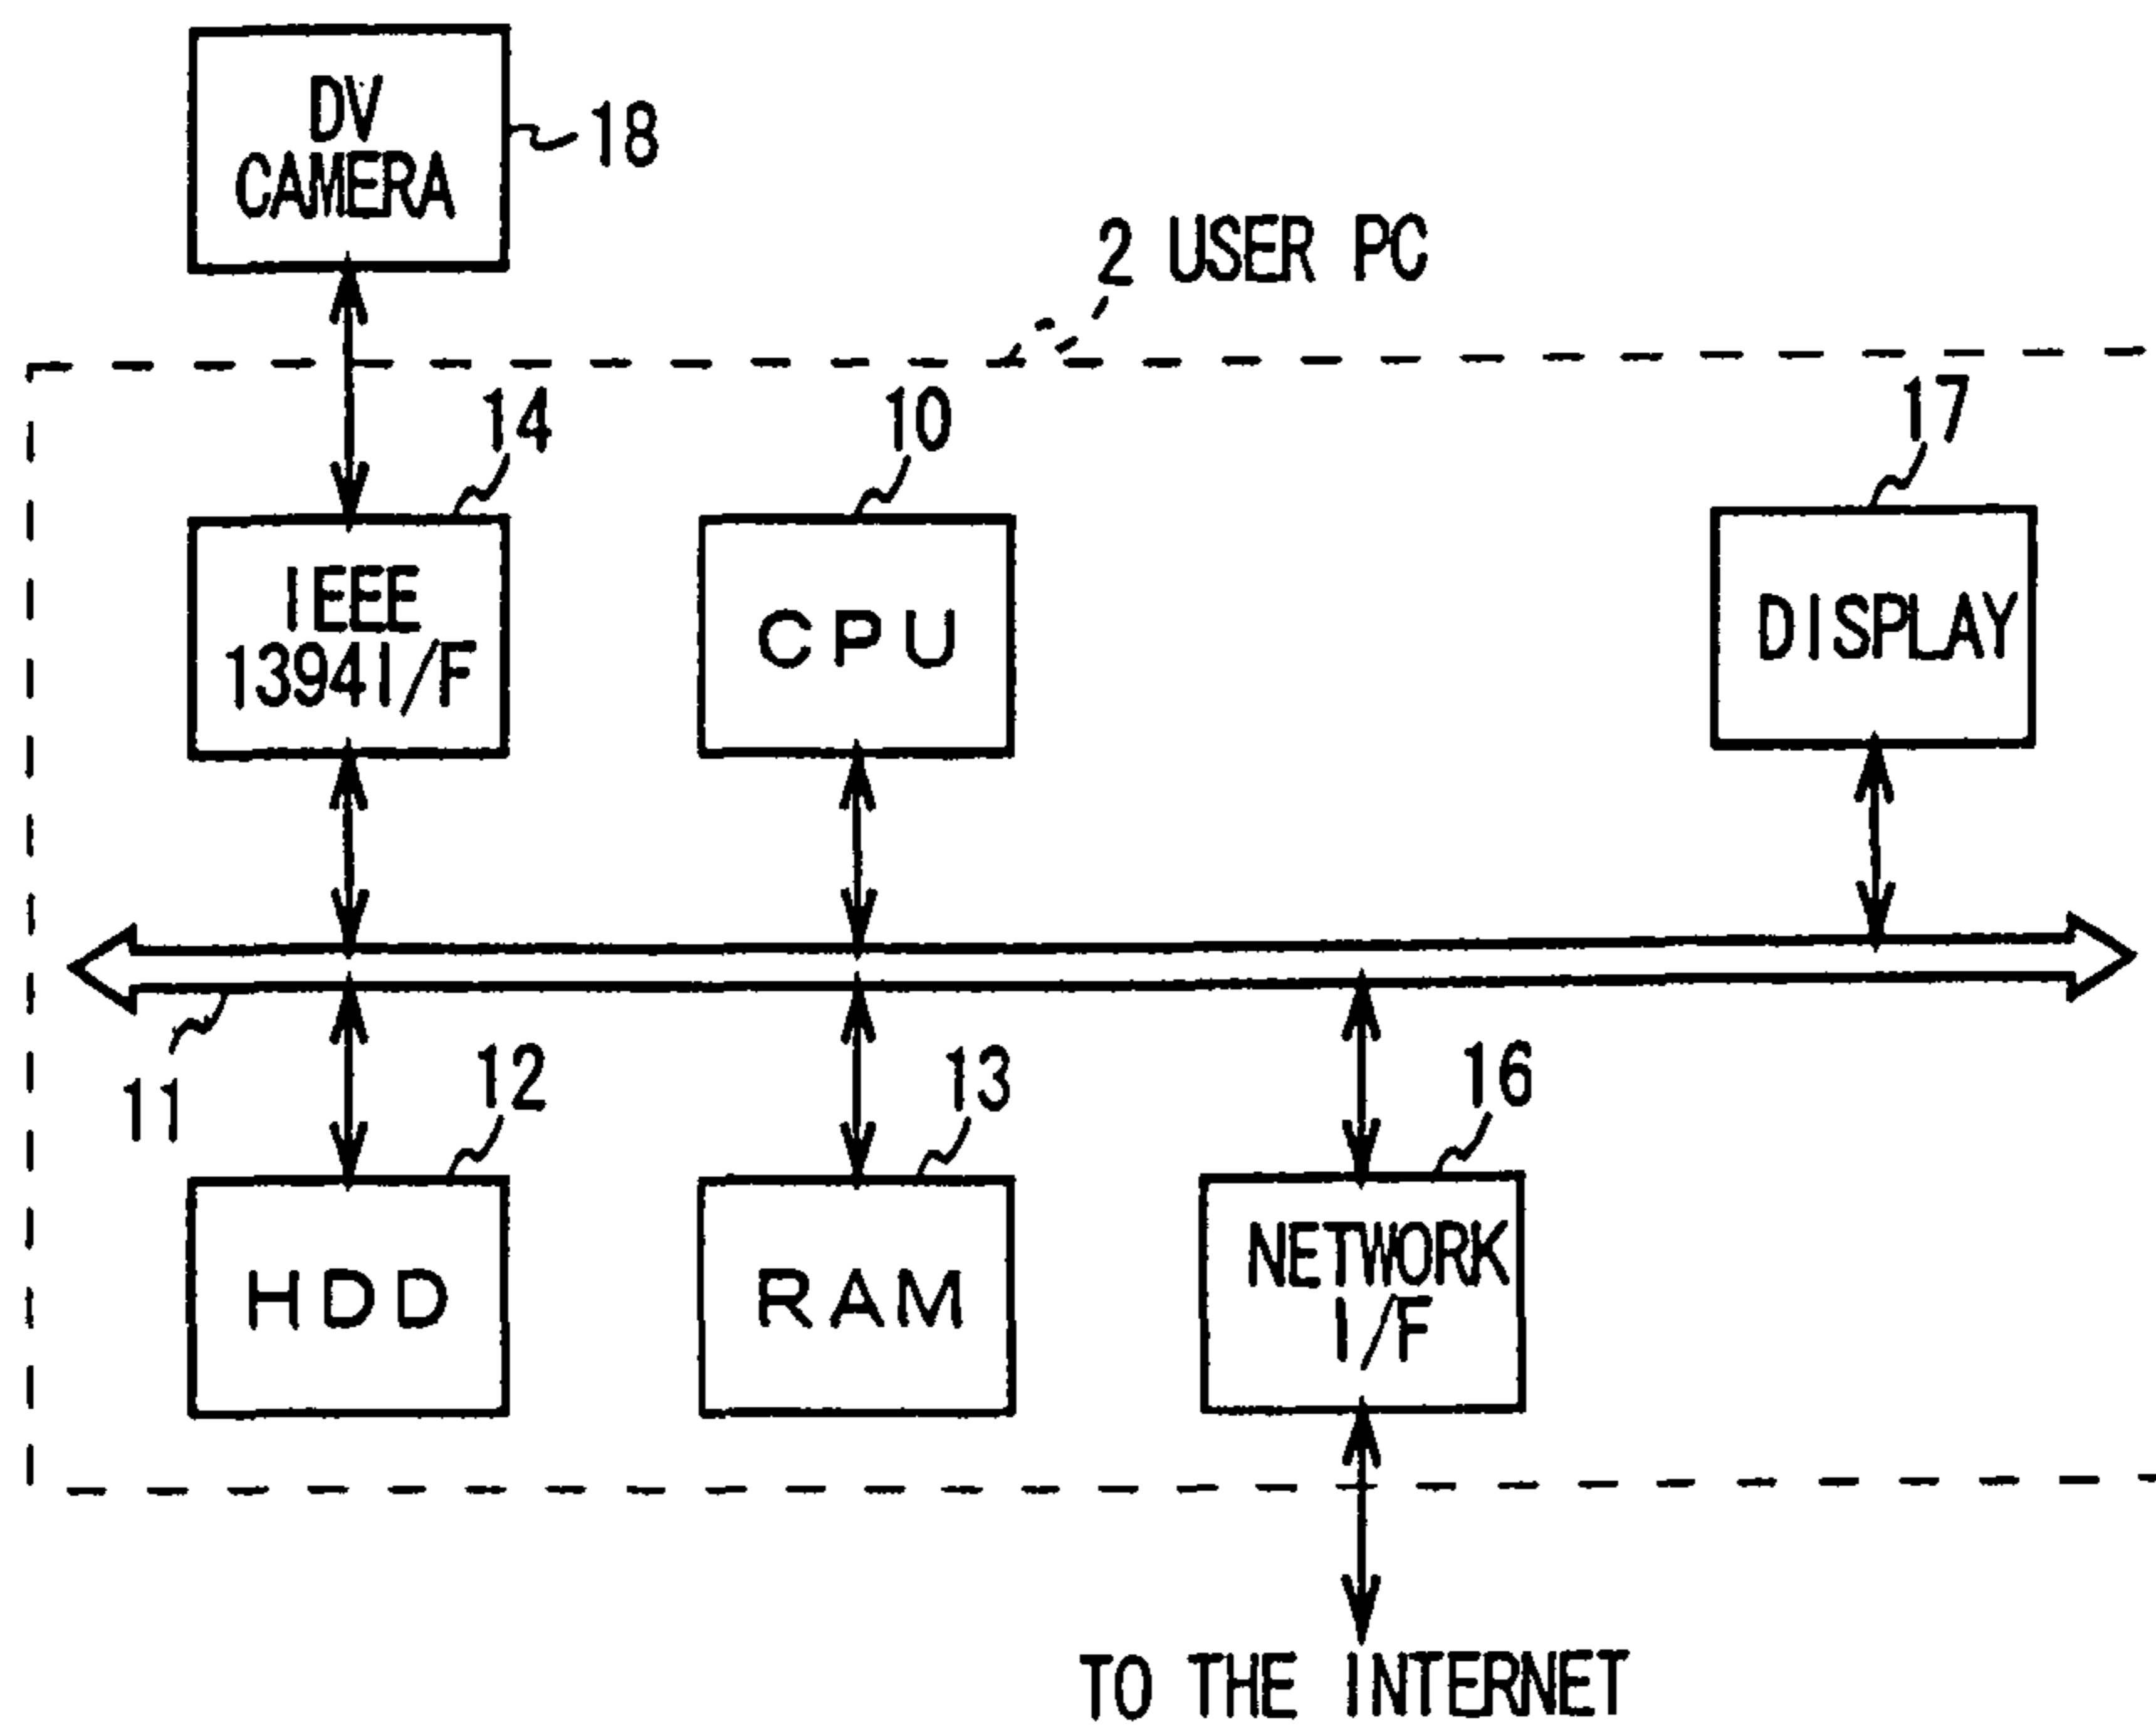 DV
CAMERA
18
2 USER PC
14
10
17
IEEE
1394I/F
CPU
DISPLAY
11
12
13
16
HDD
RAM
NETWORK
I/F
TO THE INTERNET